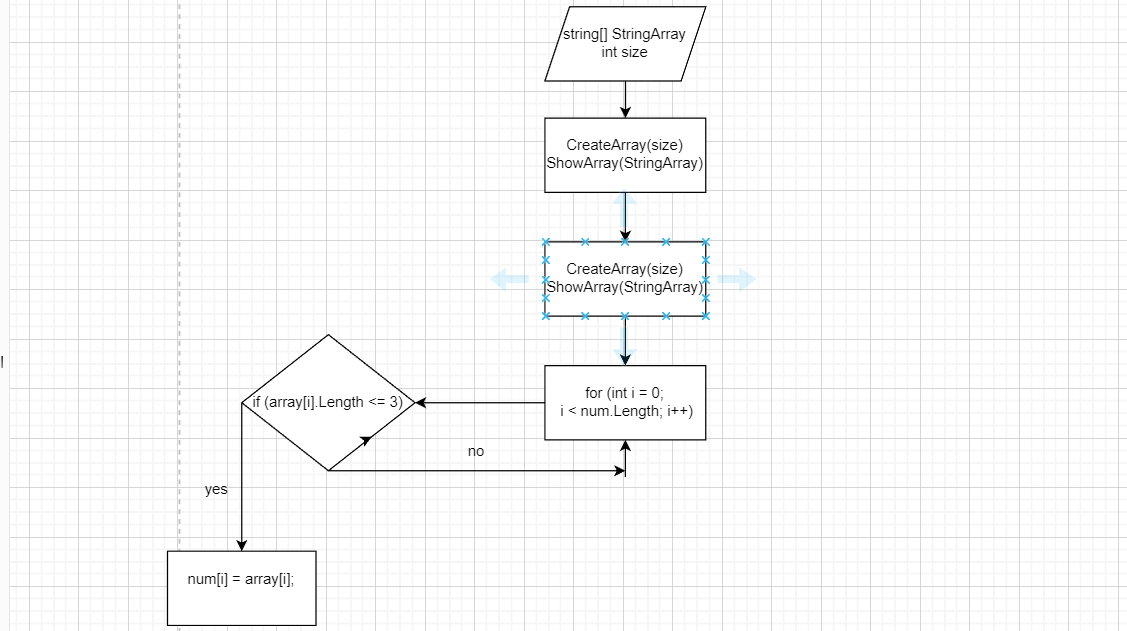 string[] StringArray
int size
CreateArray(size)
ShowArray(StringArray)
CreateArray(size)
ShowArray(StringArray)
for (int i = 0;
i < num.Length; i++)
if (array[i].Length <= 3)
no
yes
num[i] = array[i];